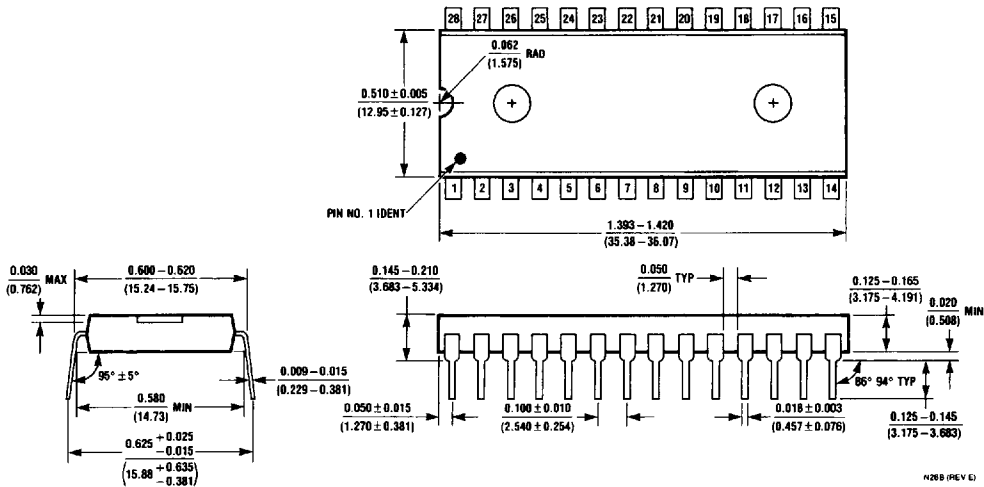 28 27 26 25 24 23 22 21 20 19 18 17 16 15
0.062
(1.575) RAD
0.510 ± 0.005
(12.95 ± 0.127)
1 2 3 4 5 6 7 8 9 10 11 12 13 14
PIN NO. 1 IDENT
1.393 – 1.420
(35.38 – 36.07)
0.030
(0.762) MAX
0.600 – 0.620
(15.24 – 15.75)
95° ± 5°
0.009 – 0.015
(0.229 – 0.381)
0.580
(14.73) MIN
0.625 + 0.025
– 0.015
(15.88 + 0.635
– 0.381)
0.145 – 0.210
(3.683 – 5.334)
0.050
(1.270) TYP
0.125 – 0.165
(3.175 – 4.191)
0.020
(0.508) MIN
86° 94° TYP
0.050 ± 0.015
(1.270 ± 0.381)
0.100 ± 0.010
(2.540 ± 0.254)
0.018 ± 0.003
(0.457 ± 0.076)
0.125 – 0.145
(3.175 – 3.683)
N28B (REV E)